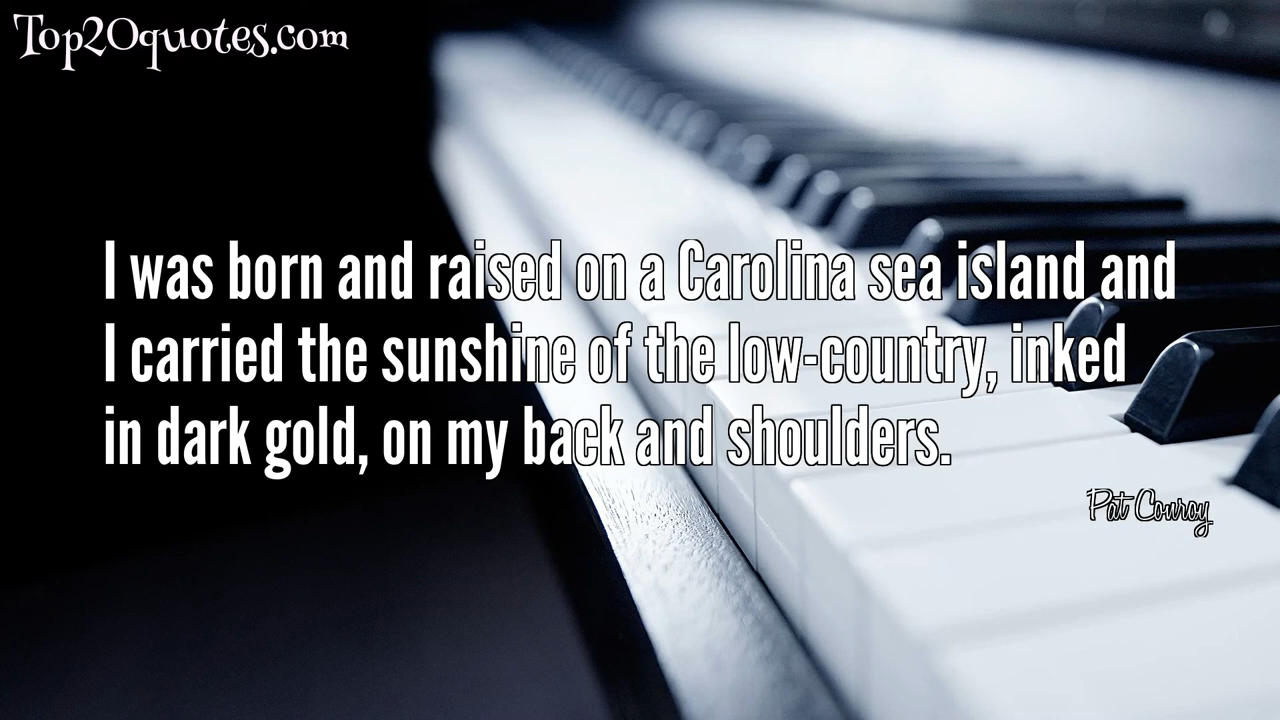 Top20quotes.com
I was born and raised on a Carolina sea island and
I carried the sunshine of the low-country, inked
in dark gold, on my back and shoulders.
Pat Conroy